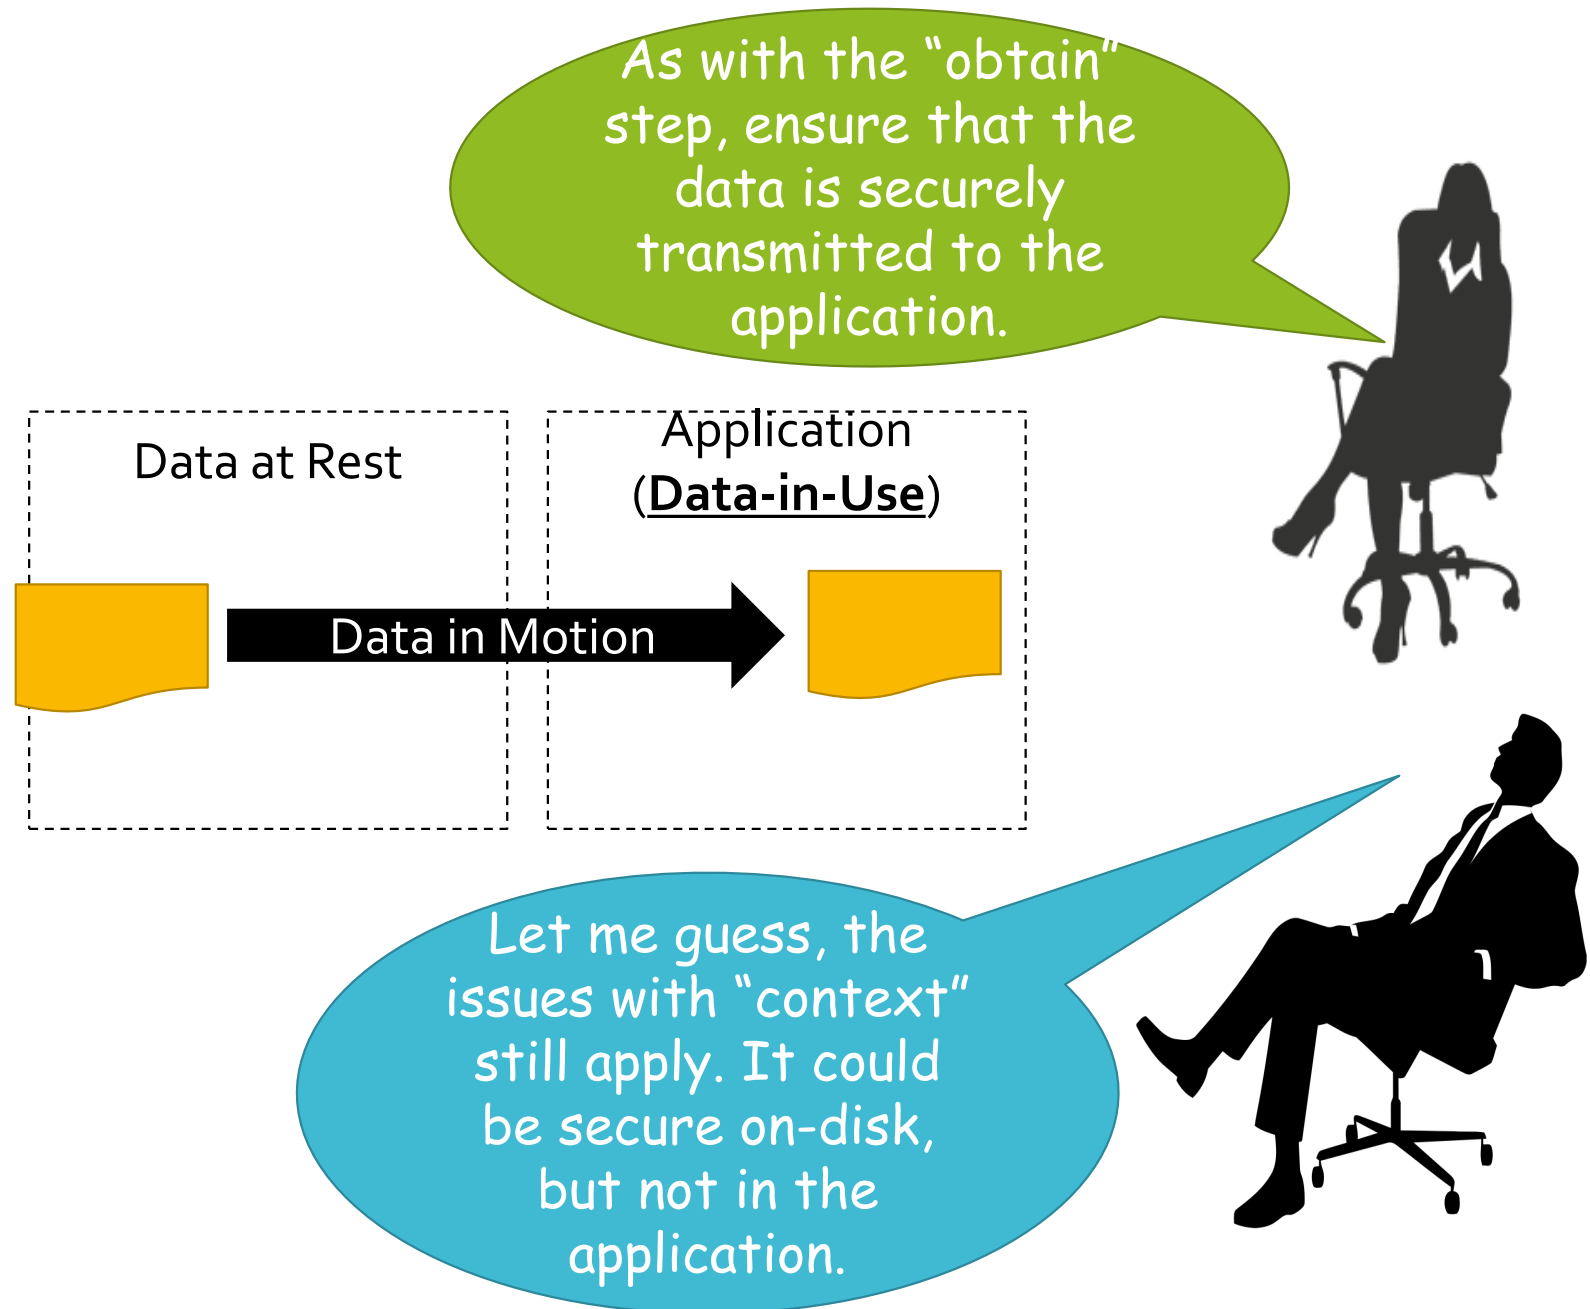 As with the “obtain”
step, ensure that the
data is securely
transmitted to the
application.
Data at Rest
Application
(Data-in-Use)
Data in Motion
Let me guess, the
issues with “context”
still apply. It could
be secure on-disk,
but not in the
application.